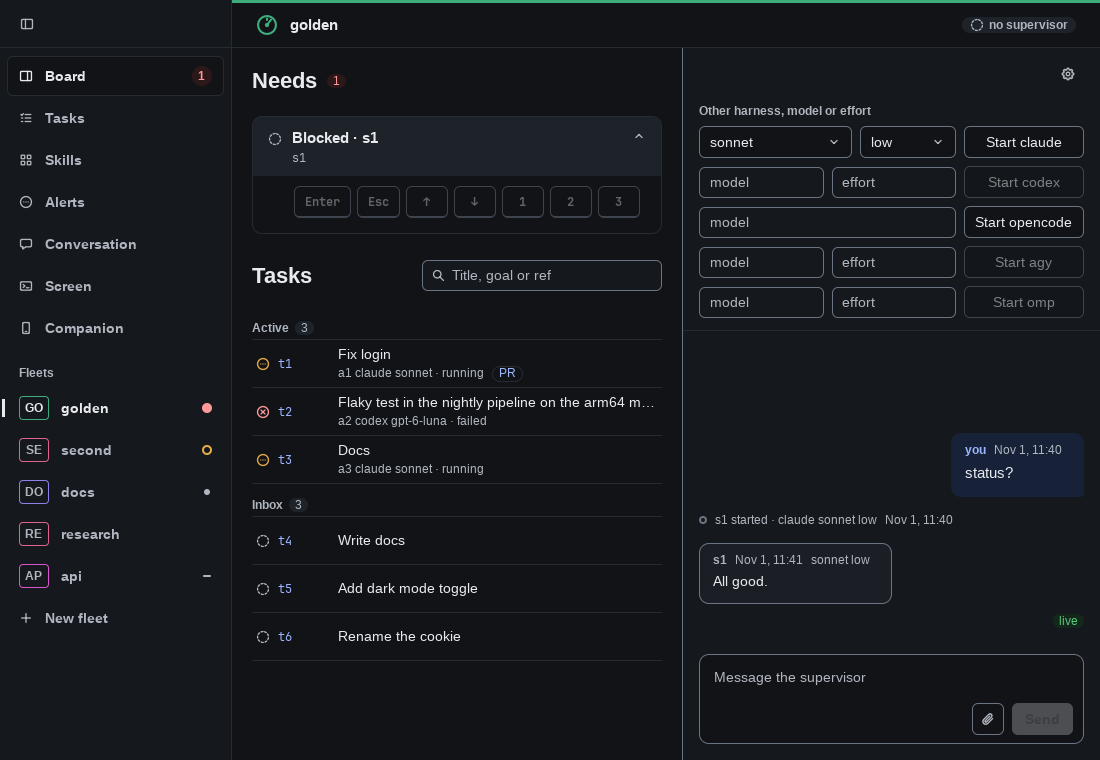 golden
no supervisor
Board 1
Tasks
Skills
Alerts
Conversation
Screen
Companion
Fleets
GO golden
SE second
DO docs
RE research
AP api
New fleet
Needs 1
Blocked · s1
s1
Enter Esc ↑ ↓ 1 2 3
Tasks
Title, goal or ref
Active 3
t1 Fix login
a1 claude sonnet · running PR
t2 Flaky test in the nightly pipeline on the arm64 m…
a2 codex gpt-6-luna · failed
t3 Docs
a3 claude sonnet · running
Inbox 3
t4 Write docs
t5 Add dark mode toggle
t6 Rename the cookie
Other harness, model or effort
sonnet low Start claude
model effort Start codex
model Start opencode
model effort Start agy
model effort Start omp
you Nov 1, 11:40
status?
s1 started · claude sonnet low Nov 1, 11:40
s1 Nov 1, 11:41 sonnet low
All good.
live
Message the supervisor
Send